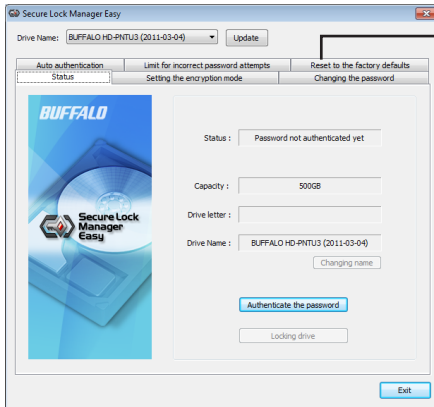 Secure Lock Manager Easy
Drive Name: BUFFALO HD-PNTU3 (2011-03-04) Update
Auto authentication Limit for incorrect password attempts Reset to the factory defaults
Status Setting the encryption mode Changing the password
BUFFALO
Status : Password not authenticated yet
Capacity : 500GB
Drive letter :
Secure Lock
Manager
Easy
Drive Name : BUFFALO HD-PNTU3 (2011-03-04)
Changing name
Authenticate the password
Locking drive
Exit